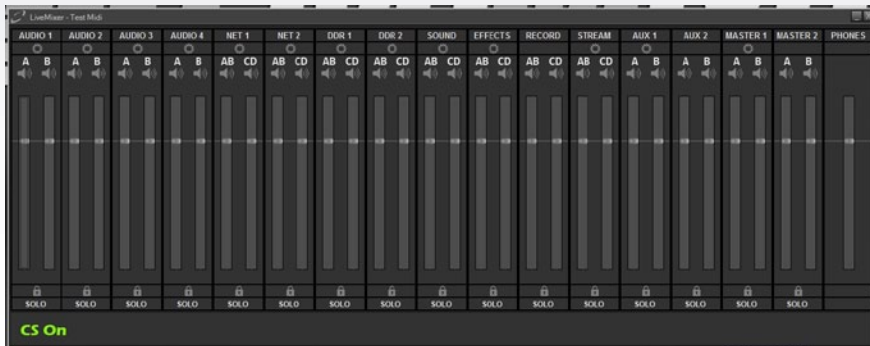 LiveMixer - Test Midi
AUDIO 1 AUDIO 2 AUDIO 3 AUDIO 4 NET 1 NET 2 DDR 1 DDR 2 SOUND EFFECTS RECORD STREAM AUX 1 AUX 2 MASTER 1 MASTER 2 PHONES
A B A B A B A B AB CD AB CD AB CD AB CD AB CD AB CD AB CD AB CD A B A B A B A B
SOLO SOLO SOLO SOLO SOLO SOLO SOLO SOLO SOLO SOLO SOLO SOLO SOLO SOLO SOLO SOLO
CS On